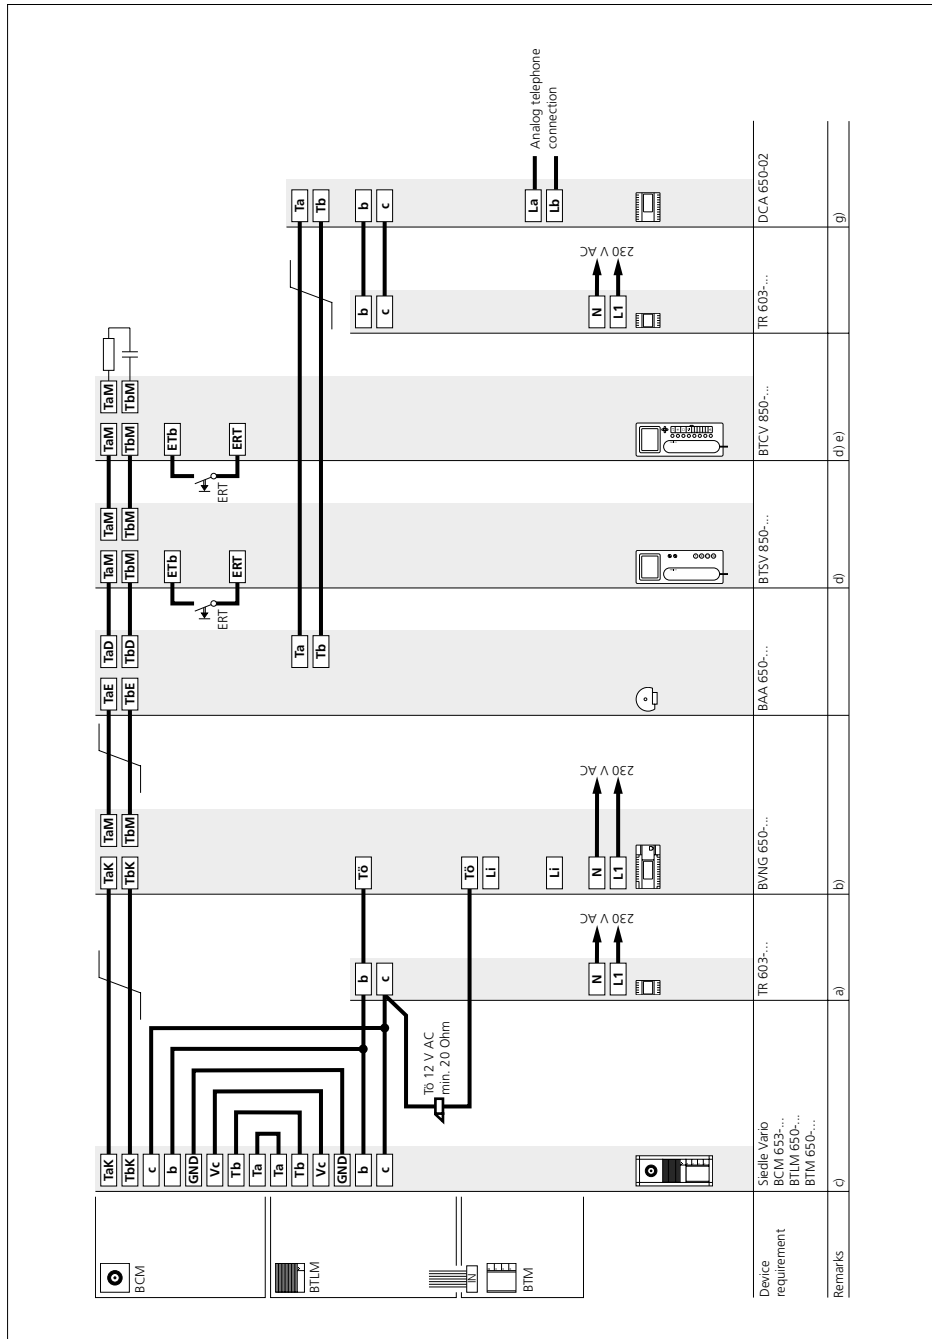 TaK TaK TaM TaE TaD TaM TaM TaM TaM
TbK TbK TbM TbE TbD TbM TbM TbM TbM
BCM
c
b ETb ETb
GND
Vc
ERT ERT
Tb ERT ERT
Ta
Ta
Tb Ta Ta
BTLM
Vc Tb Tb
GND
b b Tö b b
c c c c
Tö 12 V AC
min. 20 Ohm
IN Tö
Li
La Analog telephone
Lb connection
BTM
Li
N N N
L1 L1 L1
230 V AC
230 V AC
230 V AC
Device
requirement
Siedle Vario
BCM 653-...
BTLM 650-...
BTM 650-...
TR 603-...
BVNG 650-...
BAA 650-...
BTSV 850-...
BTCV 850-...
TR 603-...
DCA 650-02
Remarks c) a) b) d) d) e) g)